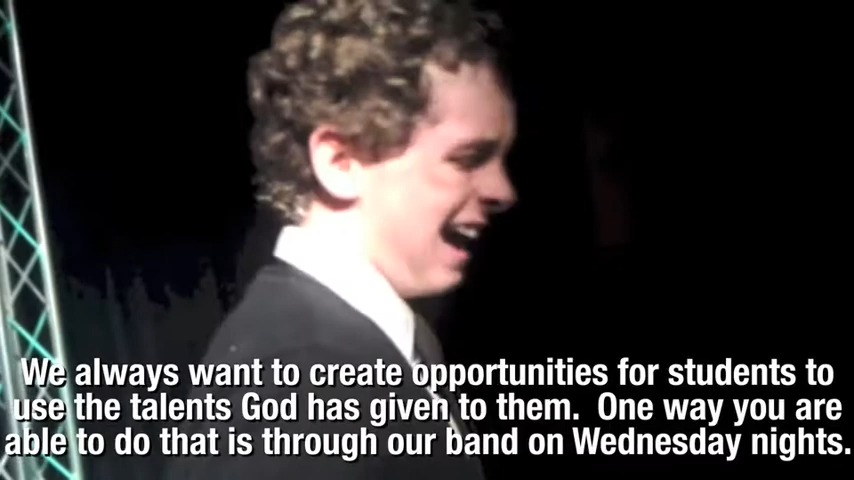 We always want to create opportunities for students to
use the talents God has given to them.  One way you are
able to do that is through our band on Wednesday nights.